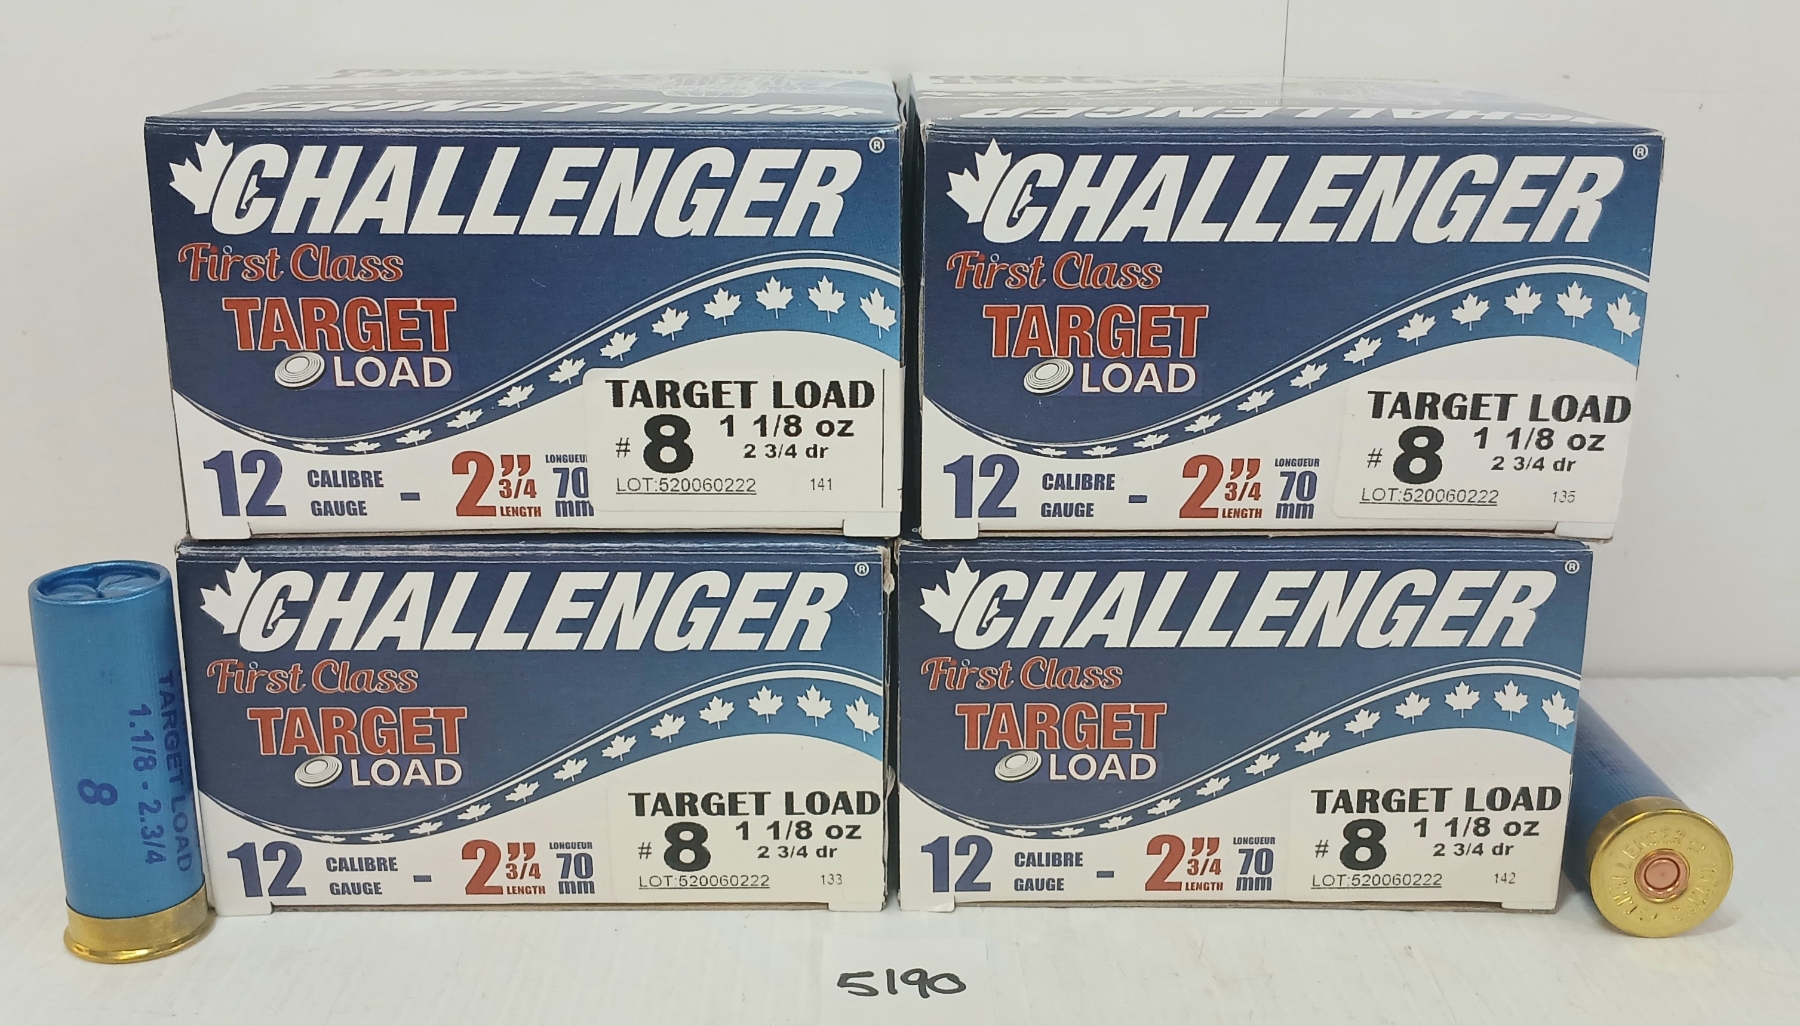 CHALLENGER
CHALLENGER
CHALLENGER®
First Class
TARGET
LOAD
TARGET LOAD
# 8 1 1/8 oz
2 3/4 dr
LOT:520060222 141
12 CALIBRE GAUGE - 2" 3/4 LENGTH LONGUEU 70 mm
CHALLENGER®
First Class
TARGET
LOAD
TARGET LOAD
# 8 1 1/8 oz
2 3/4 dr
LOT:520060222 135
12 CALIBRE GAUGE - 2" 3/4 LENGTH LONGUEUR 70 mm
CHALLENGER®
First Class
TARGET
LOAD
TARGET LOAD
# 8 1 1/8 oz
2 3/4 dr
LOT:520060222 133
12 CALIBRE GAUGE - 2" 3/4 LENGTH LONGUEUR 70 mm
CHALLENGER®
First Class
TARGET
LOAD
TARGET LOAD
# 8 1 1/8 oz
2 3/4 dr
LOT:520060222 142
12 CALIBRE GAUGE - 2" 3/4 LENGTH LONGUEUR 70 mm
TARGET LOAD
1.1/8 - 2.3/4
8
5190